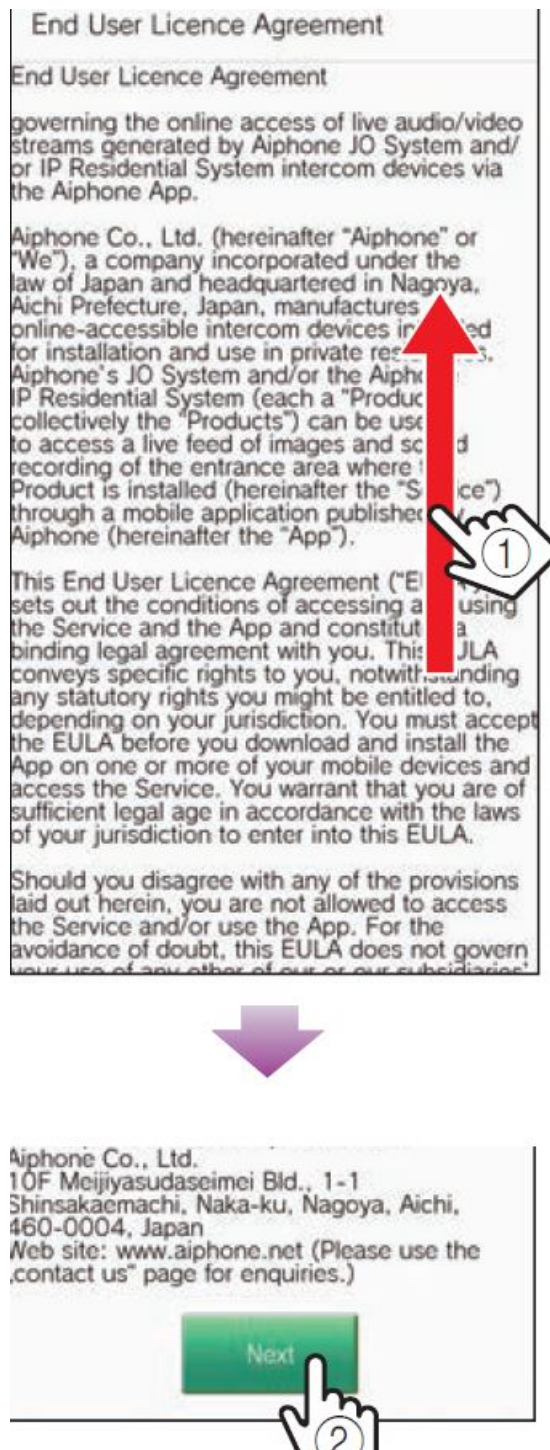 End User Licence Agreement
End User Licence Agreement
governing the online access of live audio/video
streams generated by Aiphone JO System and/
or IP Residential System intercom devices via
the Aiphone App.
Aiphone Co., Ltd. (hereinafter "Aiphone" or
"We"), a company incorporated under the
law of Japan and headquartered in Nagoya,
Aichi Prefecture, Japan, manufactures
online-accessible intercom devices
for installation and use in private
Aiphone's JO System and/or the
IP Residential System (each a
collectively the "Products") can be
to access a live feed of images and
recording of the entrance area where
Product is installed (hereinafter the
through a mobile application
Aiphone (hereinafter the "App").
1
This End User Licence Agreement
sets out the conditions of accessing using
the Service and the App and a
binding legal agreement with you. This
conveys specific rights to you, notwithstanding
any statutory rights you might be entitled to,
depending on your jurisdiction. You must accept
the EULA before you download and install the
App on one or more of your mobile devices and
access the Service. You warrant that you are of
sufficient legal age in accordance with the laws
of your jurisdiction to enter into this EULA.
Should you disagree with any of the provisions
laid out herein, you are not allowed to access
the Service and/or use the App. For the
avoidance of doubt, this EULA does not govern
your use of any other of our or our subsidiaries'
Aiphone Co., Ltd.
10F Meijiyasudaseimei Bld., 1-1
Shinsakaemachi, Naka-ku, Nagoya, Aichi,
460-0004, Japan
Web site: www.aiphone.net (Please use the
„contact us" page for enquiries.)
Next
2